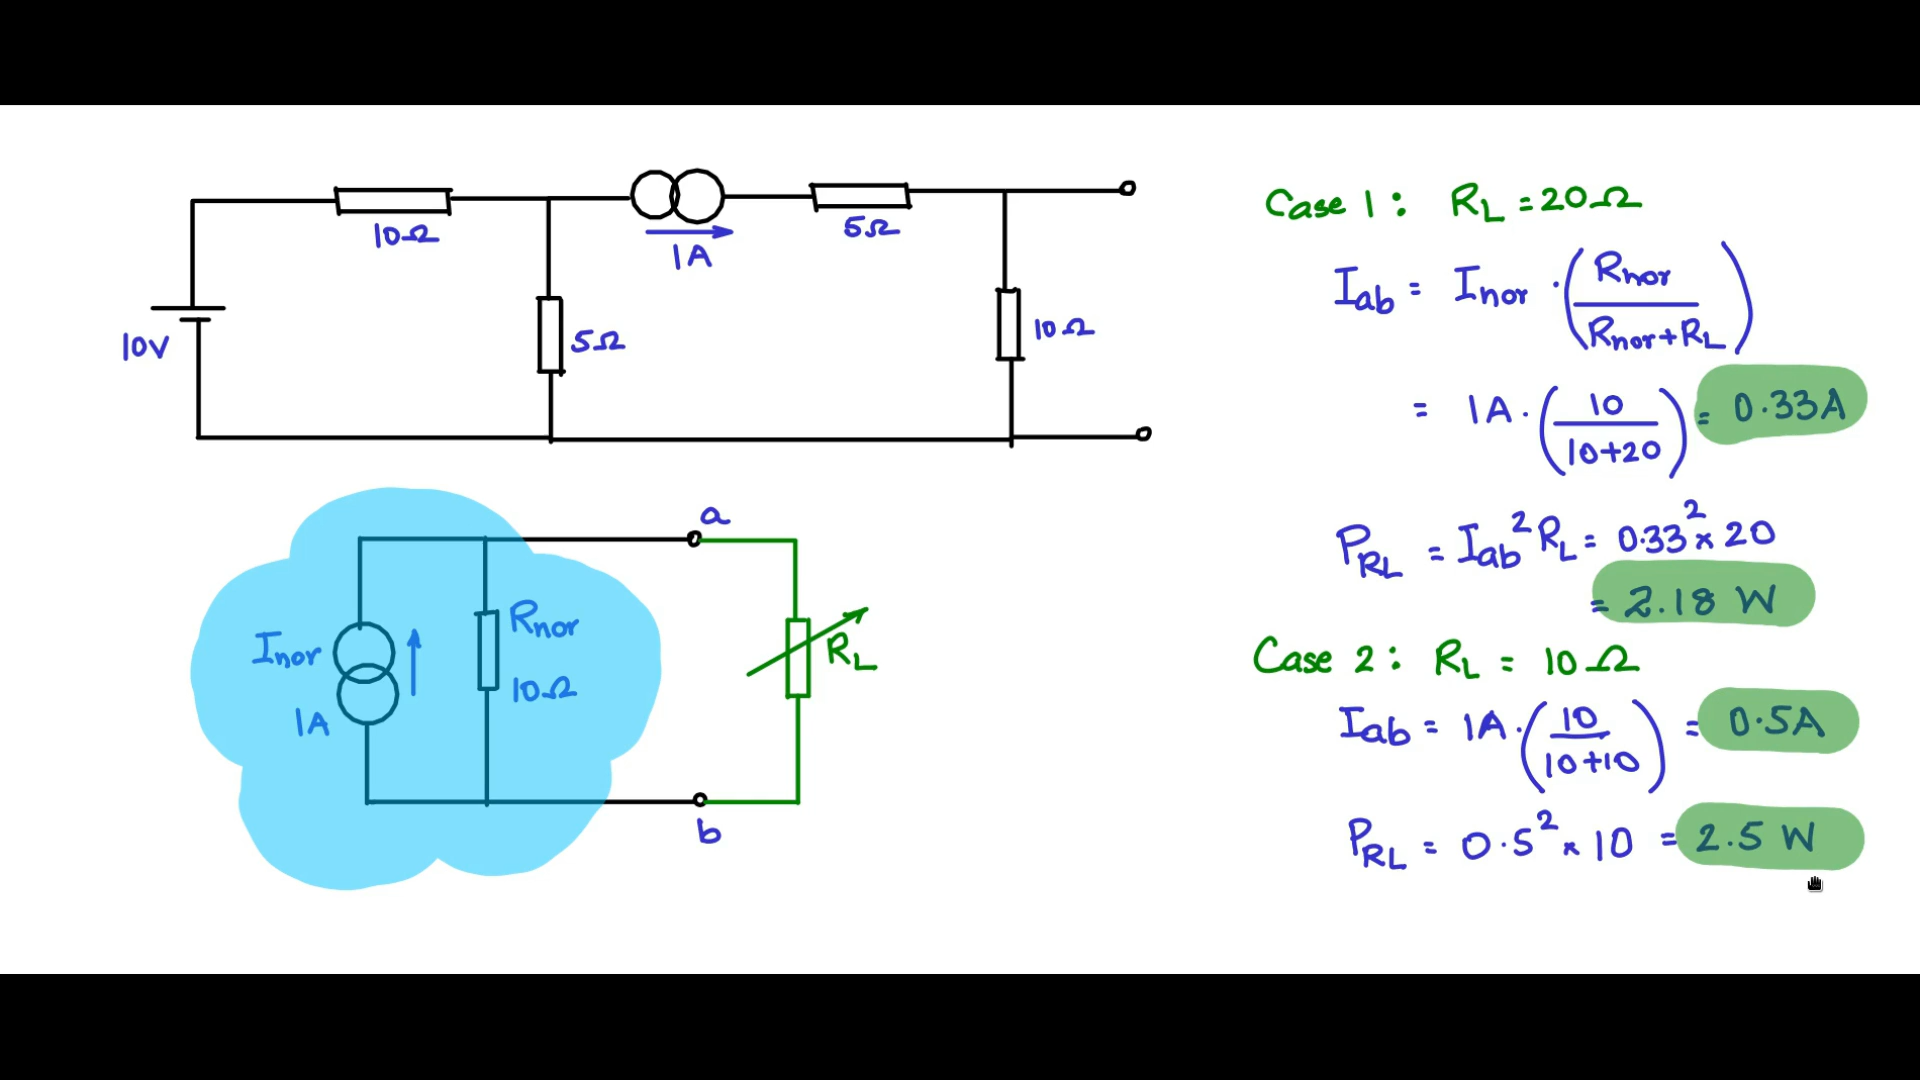 10Ω
1A
5Ω
10V
5Ω
10Ω
a
Inor
1A
Rnor
10Ω
RL
b
Case 1: RL = 20Ω
Iab = Inor · (Rnor / Rnor+RL)
= 1A · (10 / 10+20) = 0.33A
PRL = Iab² RL = 0.33² × 20
= 2.18 W
Case 2: RL = 10Ω
Iab = 1A · (10 / 10+10) = 0.5A
PRL = 0.5² × 10 = 2.5 W